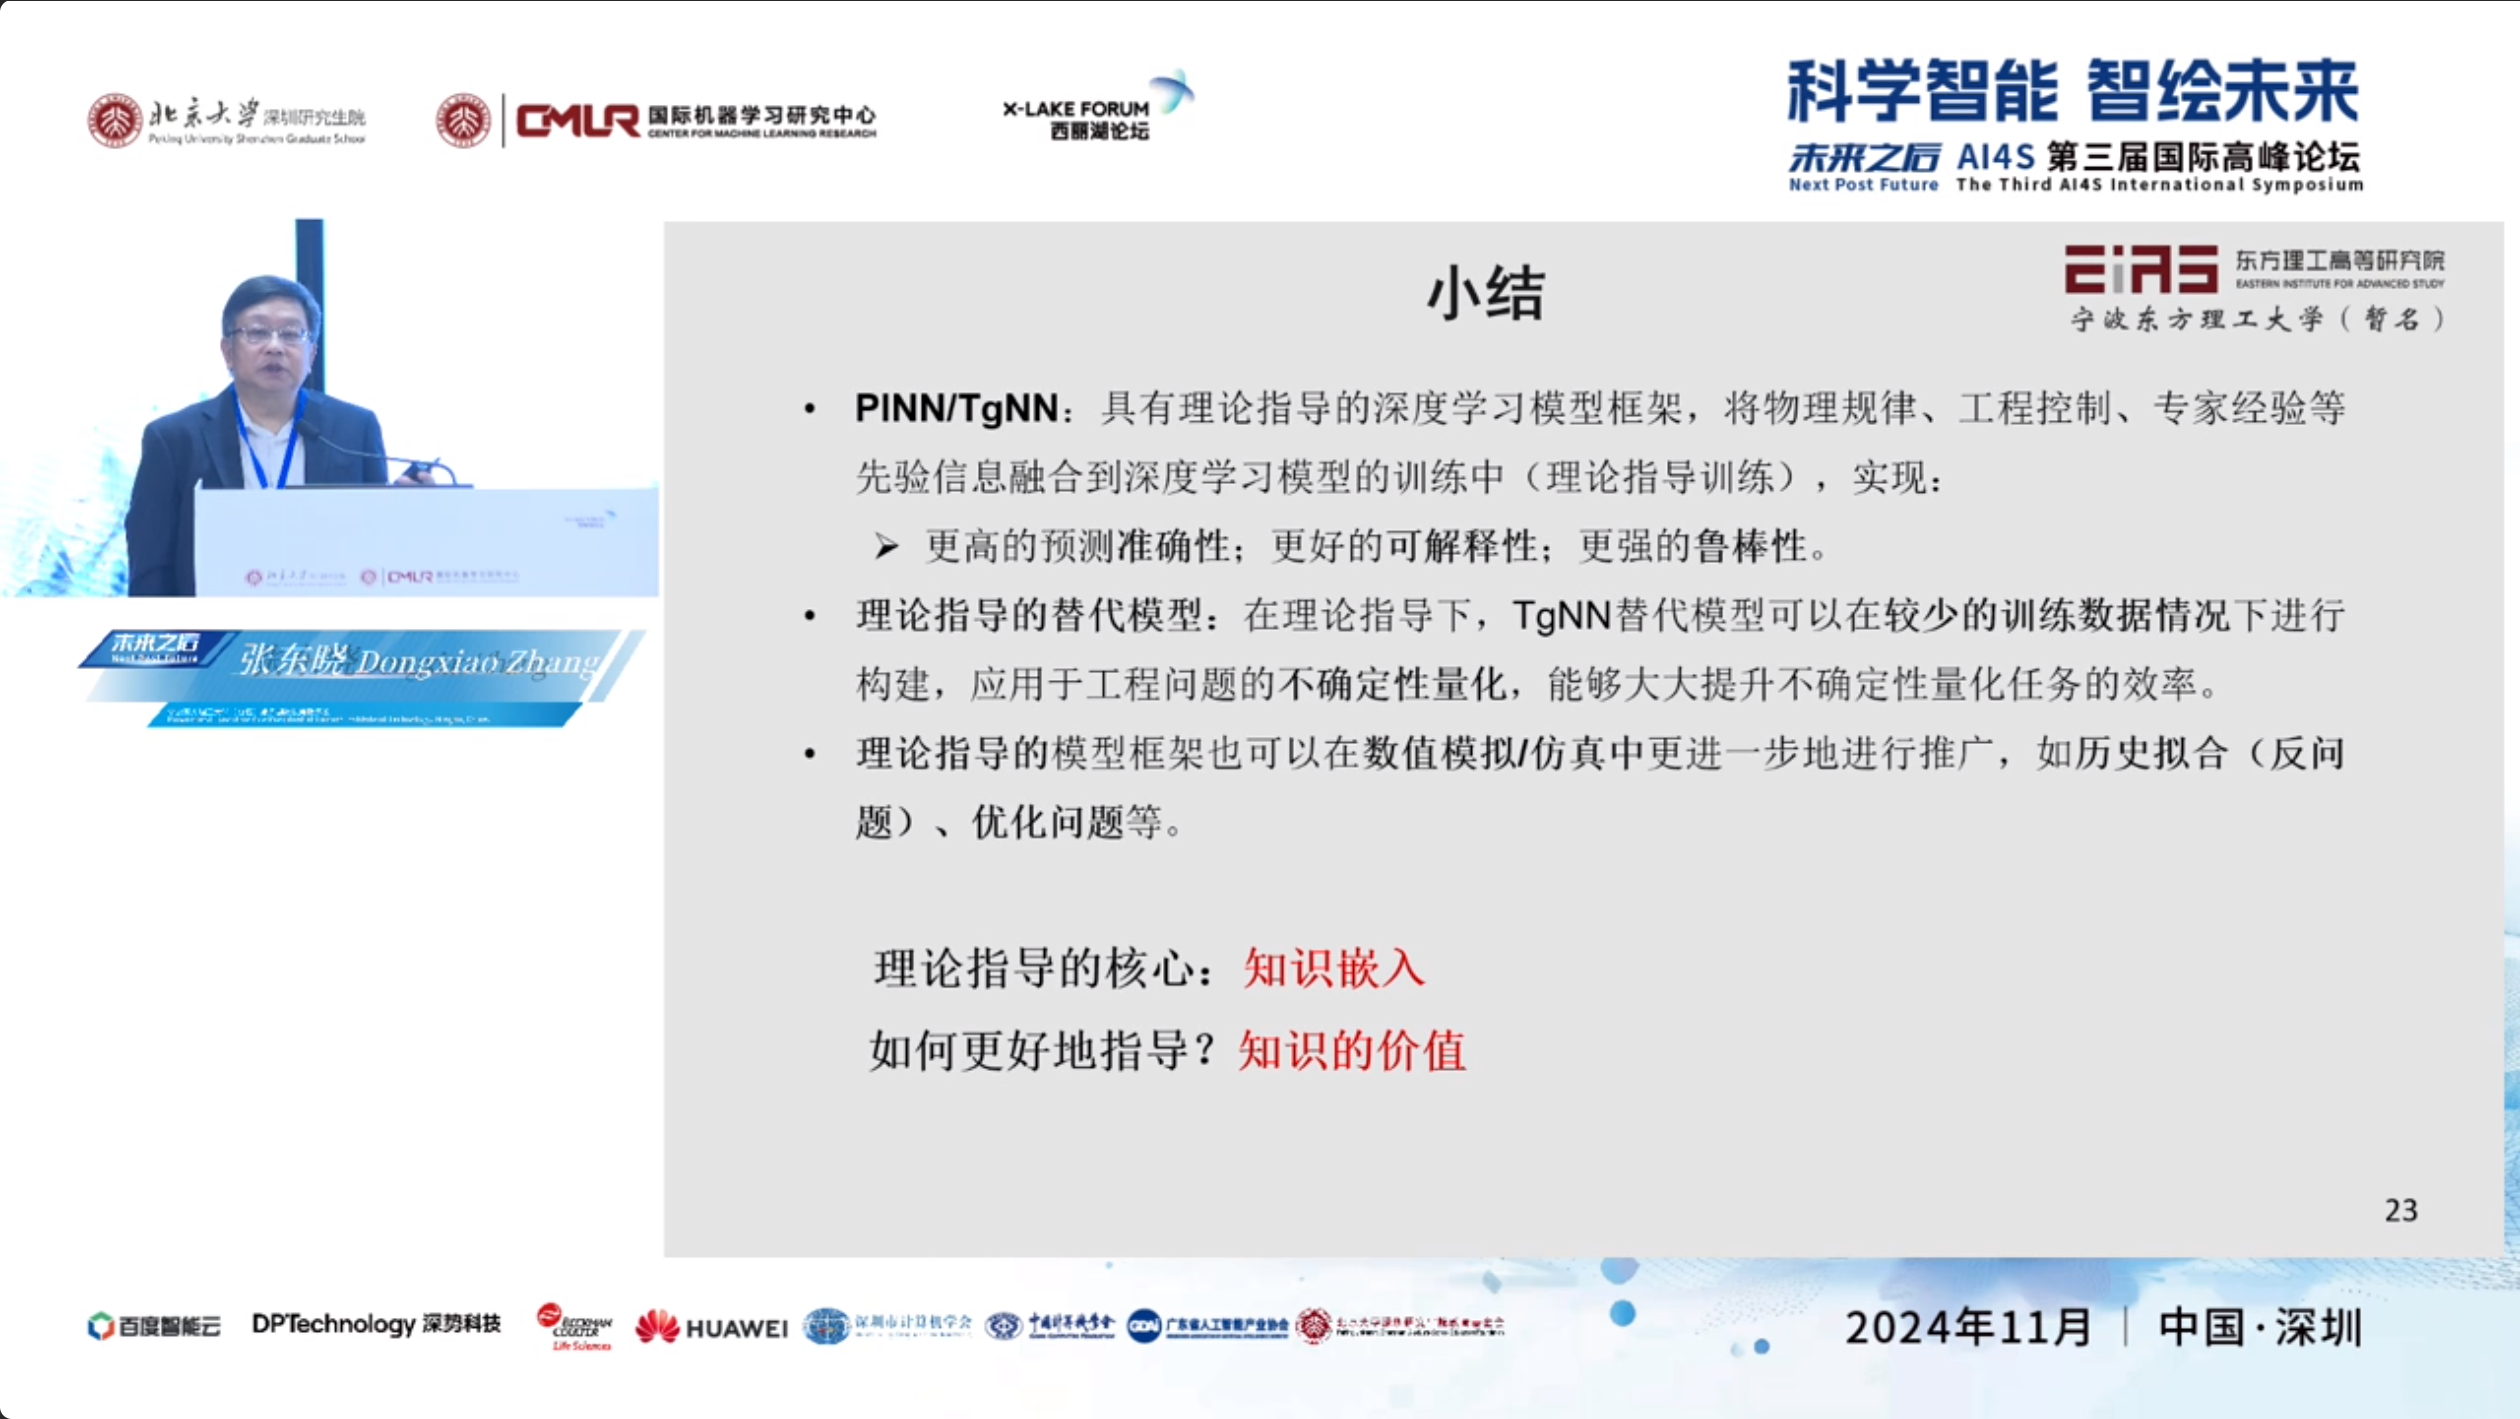 北京大学 深圳研究生院
Peking University Shenzhen Graduate School
CMLR 国际机器学习研究中心
CENTER FOR MACHINE LEARNING RESEARCH
X-LAKE FORUM
西丽湖论坛
科学智能 智绘未来
未来之后 AI4S 第三届国际高峰论坛
Next Post Future The Third AI4S International Symposium
未来之后
Next Post Future
张东晓 Dongxiao Zhang
小结
EiAS 东方理工高等研究院
EASTERN INSTITUTE FOR ADVANCED STUDY
宁波东方理工大学（暂名）
• PINN/TgNN：具有理论指导的深度学习模型框架，将物理规律、工程控制、专家经验等
先验信息融合到深度学习模型的训练中（理论指导训练），实现：
➢ 更高的预测准确性；更好的可解释性；更强的鲁棒性。
• 理论指导的替代模型：在理论指导下，TgNN替代模型可以在较少的训练数据情况下进行
构建，应用于工程问题的不确定性量化，能够大大提升不确定性量化任务的效率。
• 理论指导的模型框架也可以在数值模拟/仿真中更进一步地进行推广，如历史拟合（反问
题）、优化问题等。
理论指导的核心：知识嵌入
如何更好地指导？知识的价值
23
百度智能云
DPTechnology 深势科技
BECKMAN
COULTER
Life Sciences
HUAWEI
深圳市计算机学会
广东省人工智能产业协会
2024年11月 | 中国·深圳